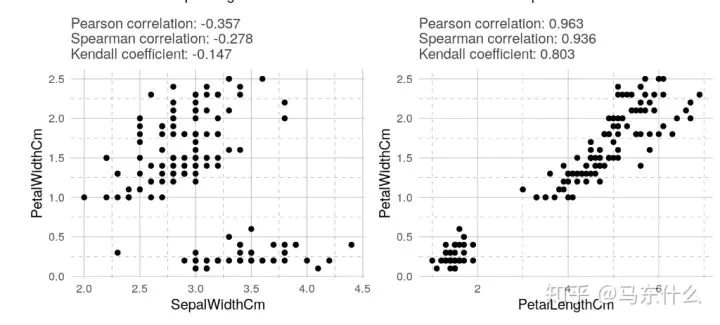 Pearson correlation: -0.357
Spearman correlation: -0.278
Kendall coefficient: -0.147
2.5
2.0
1.5
1.0
0.5
0.0
PetalWidthCm
2.0 2.5 3.0 3.5 4.0 4.5
SepalWidthCm
Pearson correlation: 0.963
Spearman correlation: 0.936
Kendall coefficient: 0.803
2.5
2.0
1.5
1.0
0.5
0.0
PetalWidthCm
2 4 6
PetalLengthCm
知乎 @马东什么